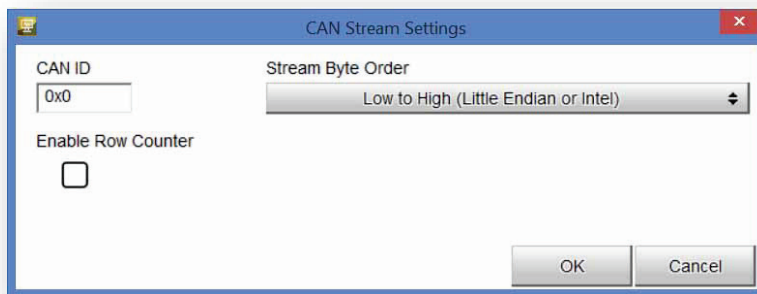 CAN Stream Settings
CAN ID
Stream Byte Order
0x0
Low to High (Little Endian or Intel)
Enable Row Counter
OK
Cancel